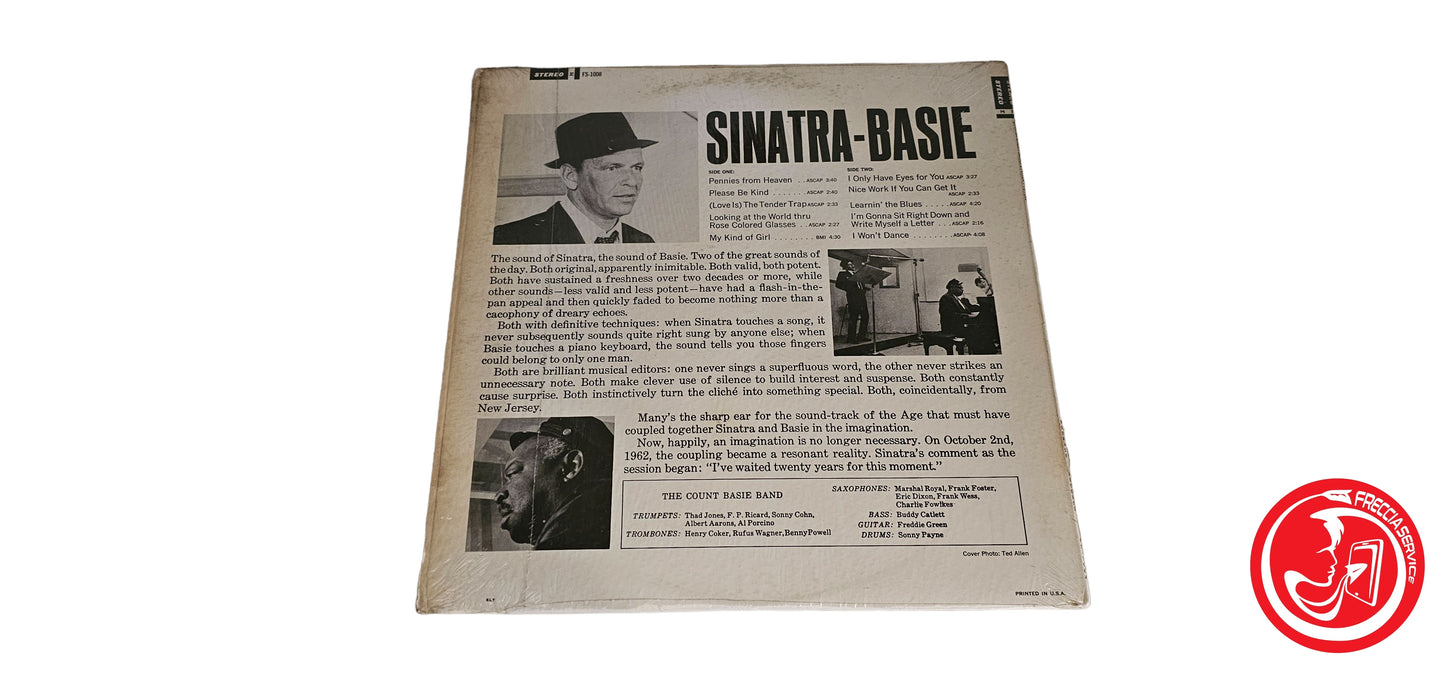 STEREO FS-1008
STEREO
SINATRA-BASIE
SIDE ONE:
Pennies from Heaven . . ASCAP 3:40
Please Be Kind . . . . . . . ASCAP 2:40
(Love Is) The Tender Trap ASCAP 2:33
Looking at the World thru
Rose Colored Glasses . . ASCAP 2:27
My Kind of Girl . . . . . . . . BMI 4:30
SIDE TWO:
I Only Have Eyes for You ASCAP 3:27
Nice Work If You Can Get It
ASCAP 2:33
Learnin' the Blues . . . . . ASCAP 4:20
I'm Gonna Sit Right Down and
Write Myself a Letter . . . ASCAP 2:16
I Won't Dance . . . . . . . . ASCAP 4:08
The sound of Sinatra, the sound of Basie. Two of the great sounds of
the day. Both original, apparently inimitable. Both valid, both potent.
Both have sustained a freshness over two decades or more, while
other sounds—less valid and less potent—have had a flash-in-the-
pan appeal and then quickly faded to become nothing more than a
cacophony of dreary echoes.
Both with definitive techniques: when Sinatra touches a song, it
never subsequently sounds quite right sung by anyone else; when
Basie touches a piano keyboard, the sound tells you those fingers
could belong to only one man.
Both are brilliant musical editors: one never sings a superfluous word, the other never strikes an
unnecessary note. Both make clever use of silence to build interest and suspense. Both constantly
cause surprise. Both instinctively turn the cliché into something special. Both, coincidentally, from
New Jersey.
Many's the sharp ear for the sound-track of the Age that must have
coupled together Sinatra and Basie in the imagination.
Now, happily, an imagination is no longer necessary. On October 2nd,
1962, the coupling became a resonant reality. Sinatra's comment as the
session began: "I've waited twenty years for this moment."
THE COUNT BASIE BAND
TRUMPETS: Thad Jones, F. P. Ricard, Sonny Cohn,
Albert Aarons, Al Porcino
TROMBONES: Henry Coker, Rufus Wagner, Benny Powell
SAXOPHONES: Marshal Royal, Frank Foster,
Eric Dixon, Frank Wess,
Charlie Fowlkes
BASS: Buddy Catlett
GUITAR: Freddie Green
DRUMS: Sonny Payne
Cover Photo: Ted Allen
ELY
PRINTED IN U.S.A.
FRECCIA SERVICE